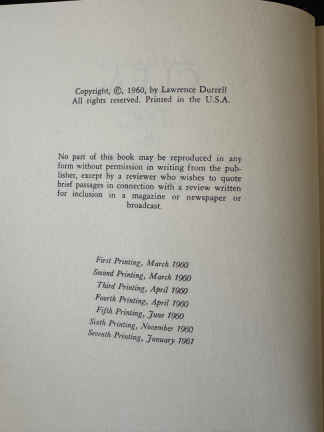 Copyright, ©, 1960, by Lawrence Durrell
All rights reserved. Printed in the U.S.A.
No part of this book may be reproduced in any
form without permission in writing from the pub-
lisher, except by a reviewer who wishes to quote
brief passages in connection with a review written
for inclusion in a magazine or newspaper or
broadcast.
First Printing, March 1960
Second Printing, March 1960
Third Printing, April 1960
Fourth Printing, April 1960
Fifth Printing, June 1960
Sixth Printing, November 1960
Seventh Printing, January 1961